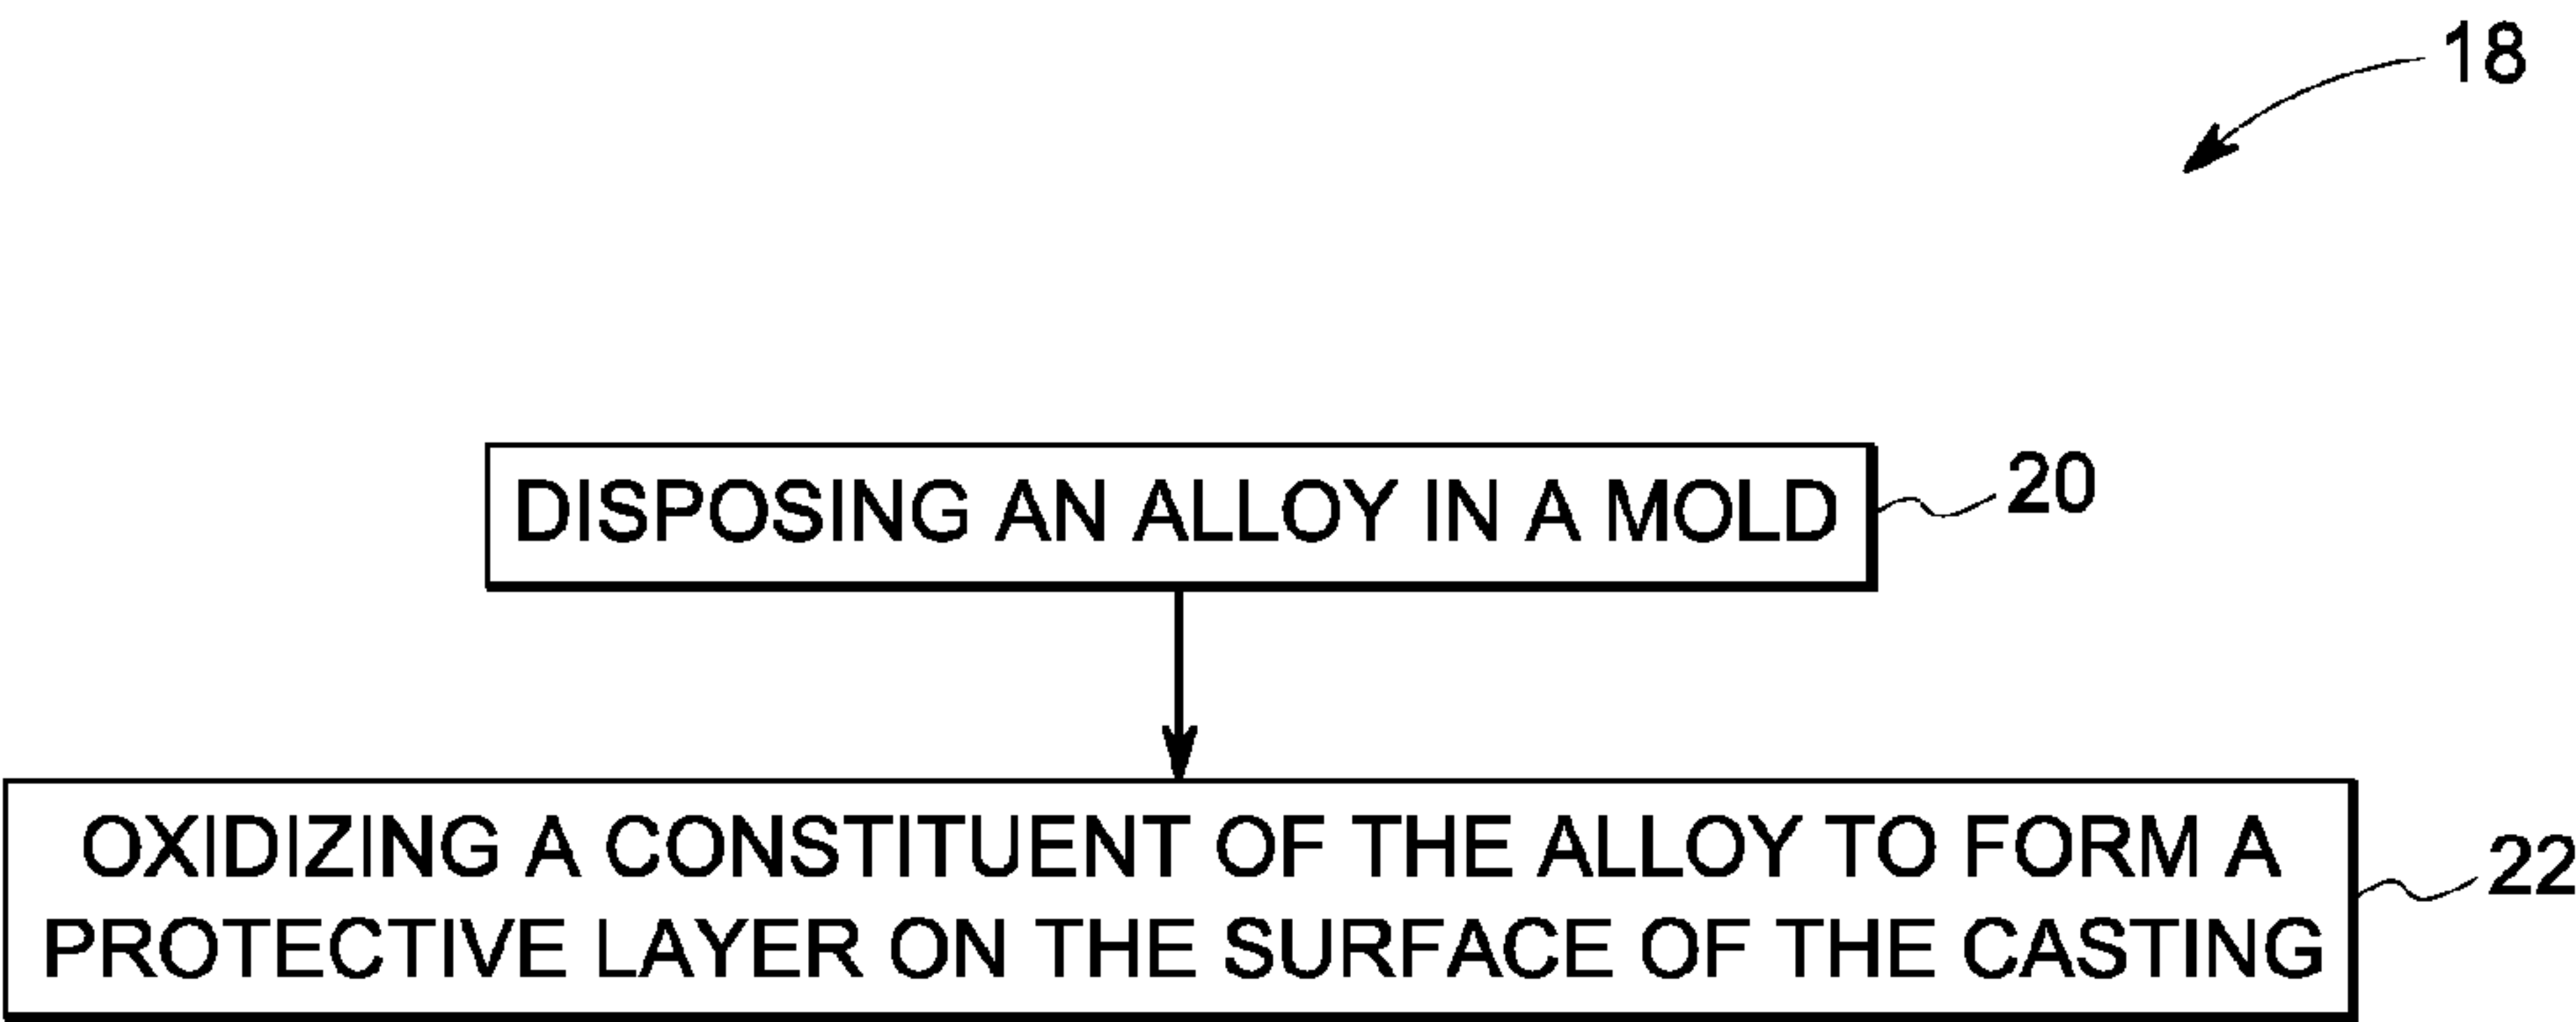 18
DISPOSING AN ALLOY IN A MOLD
20
OXIDIZING A CONSTITUENT OF THE ALLOY TO FORM A
PROTECTIVE LAYER ON THE SURFACE OF THE CASTING
22